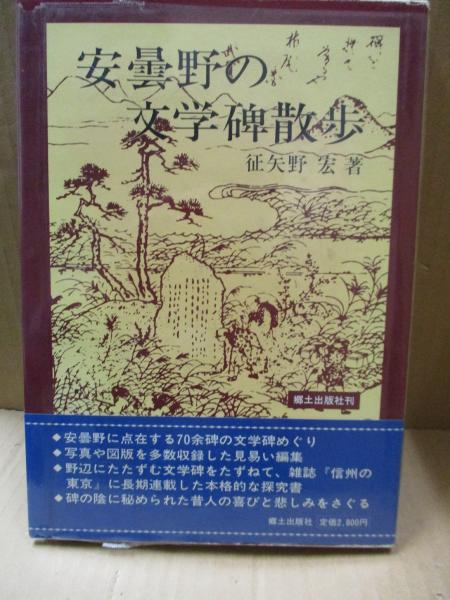 安曇野の
文学碑散歩
征矢野 宏 著
郷土出版社刊
◆安曇野に点在する70余碑の文学碑めぐり
◆写真や図版を多数収録した見易い編集
◆野辺にたたずむ文学碑をたずねて、雑誌『信州の
東京』に長期連載した本格的な探究書
◆碑の陰に秘められた昔人の喜びと悲しみをさぐる
郷土出版社 定価2,800円